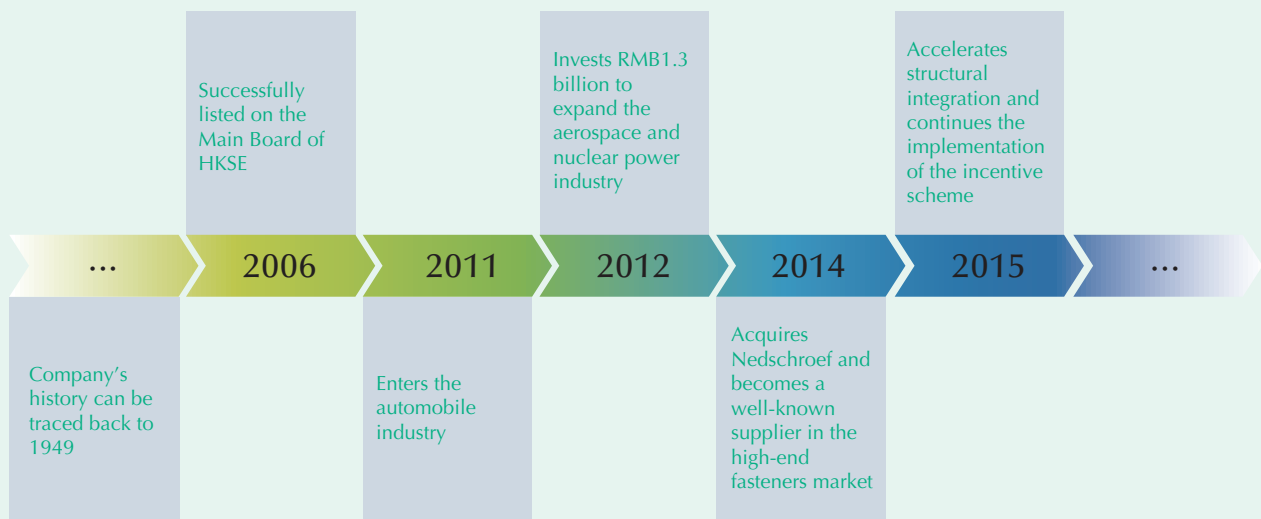 Successfully
listed on the
Main Board of
HKSE
Invests RMB1.3
billion to
expand the
aerospace and
nuclear power
industry
Accelerates
structural
integration and
continues the
implementation
of the incentive
scheme
... 2006 2011 2012 2014 2015 ...
Company's
history can be
traced back to
1949
Enters the
automobile
industry
Acquires
Nedschroef and
becomes a
well-known
supplier in the
high-end
fasteners market